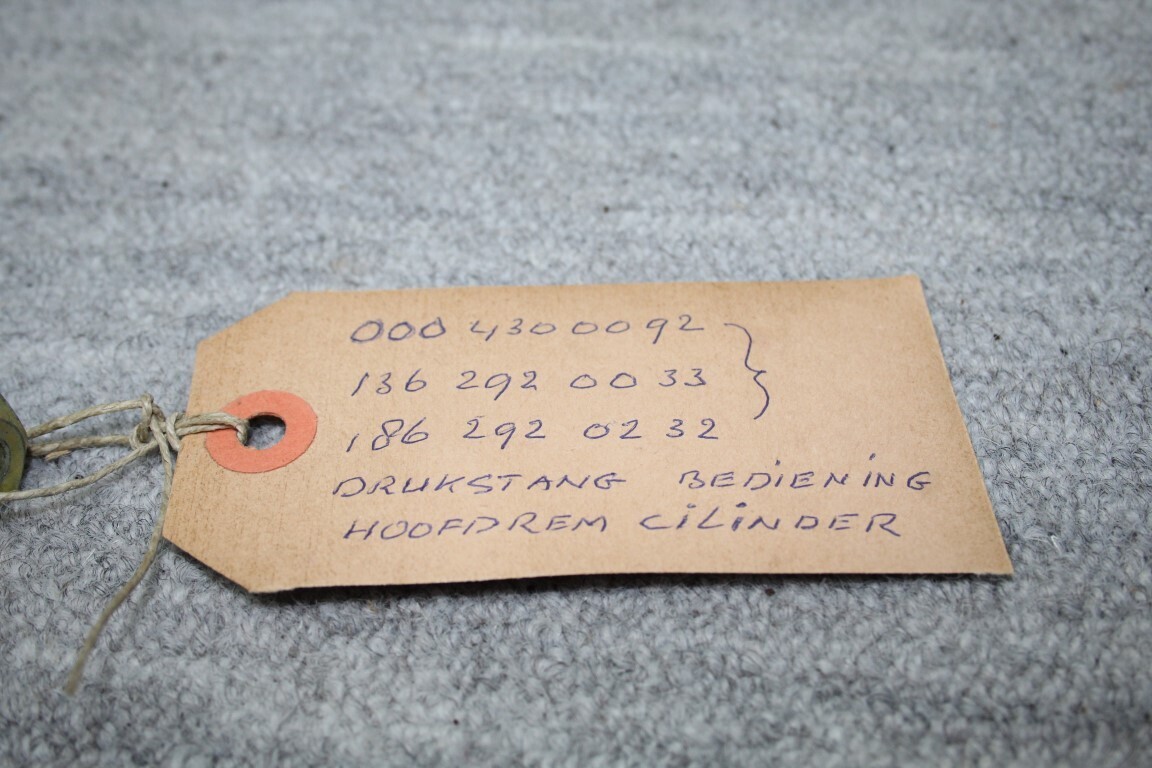 000 430 00 92 }
136 292 00 33
186 292 02 32
DRUKSTANG BEDIENING
HOOFDREM CILINDER